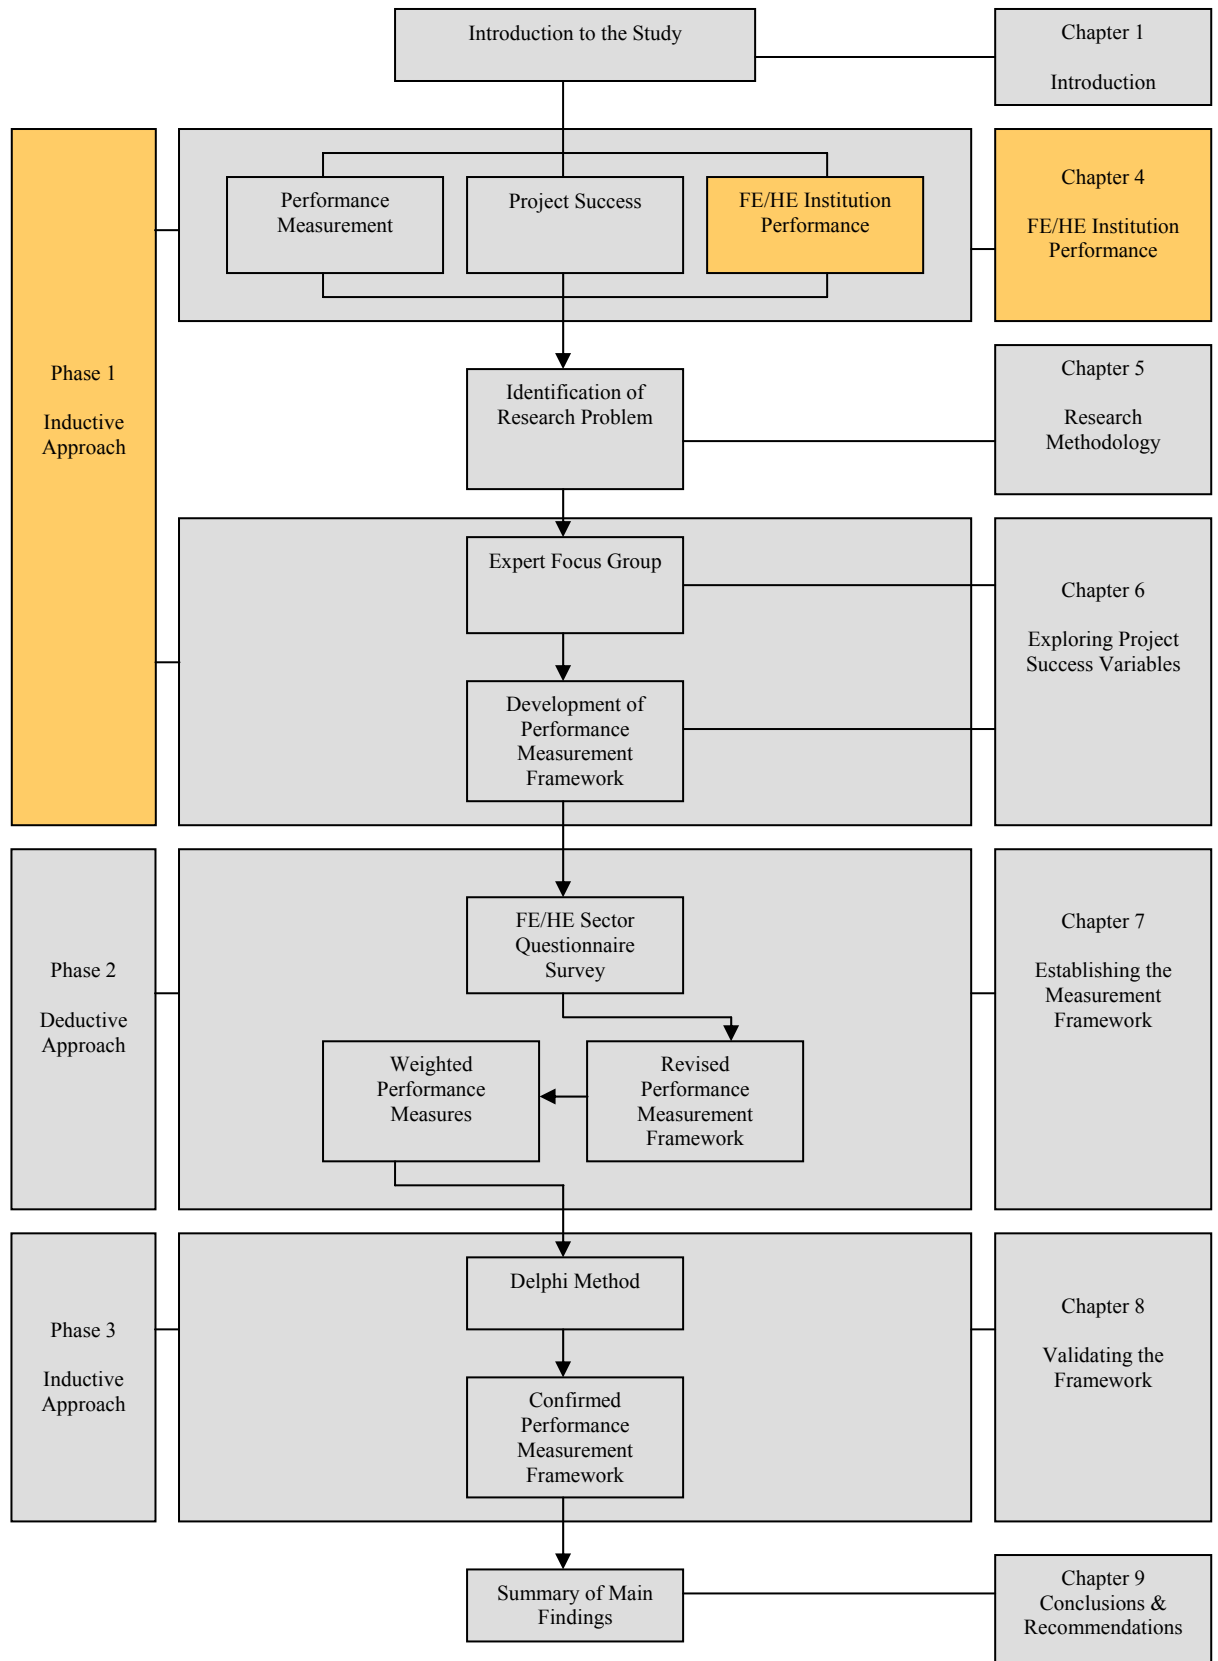 Introduction to the Study
Chapter 1
Introduction
Performance
Measurement
Project Success
FE/HE Institution
Performance
Chapter 4
FE/HE Institution
Performance
Phase 1
Inductive
Approach
Identification of
Research Problem
Chapter 5
Research
Methodology
Expert Focus Group
Chapter 6
Exploring Project
Success Variables
Development of
Performance
Measurement
Framework
Phase 2
Deductive
Approach
FE/HE Sector
Questionnaire
Survey
Chapter 7
Establishing the
Measurement
Framework
Weighted
Performance
Measures
Revised
Performance
Measurement
Framework
Phase 3
Inductive
Approach
Delphi Method
Chapter 8
Validating the
Framework
Confirmed
Performance
Measurement
Framework
Summary of Main
Findings
Chapter 9
Conclusions &
Recommendations